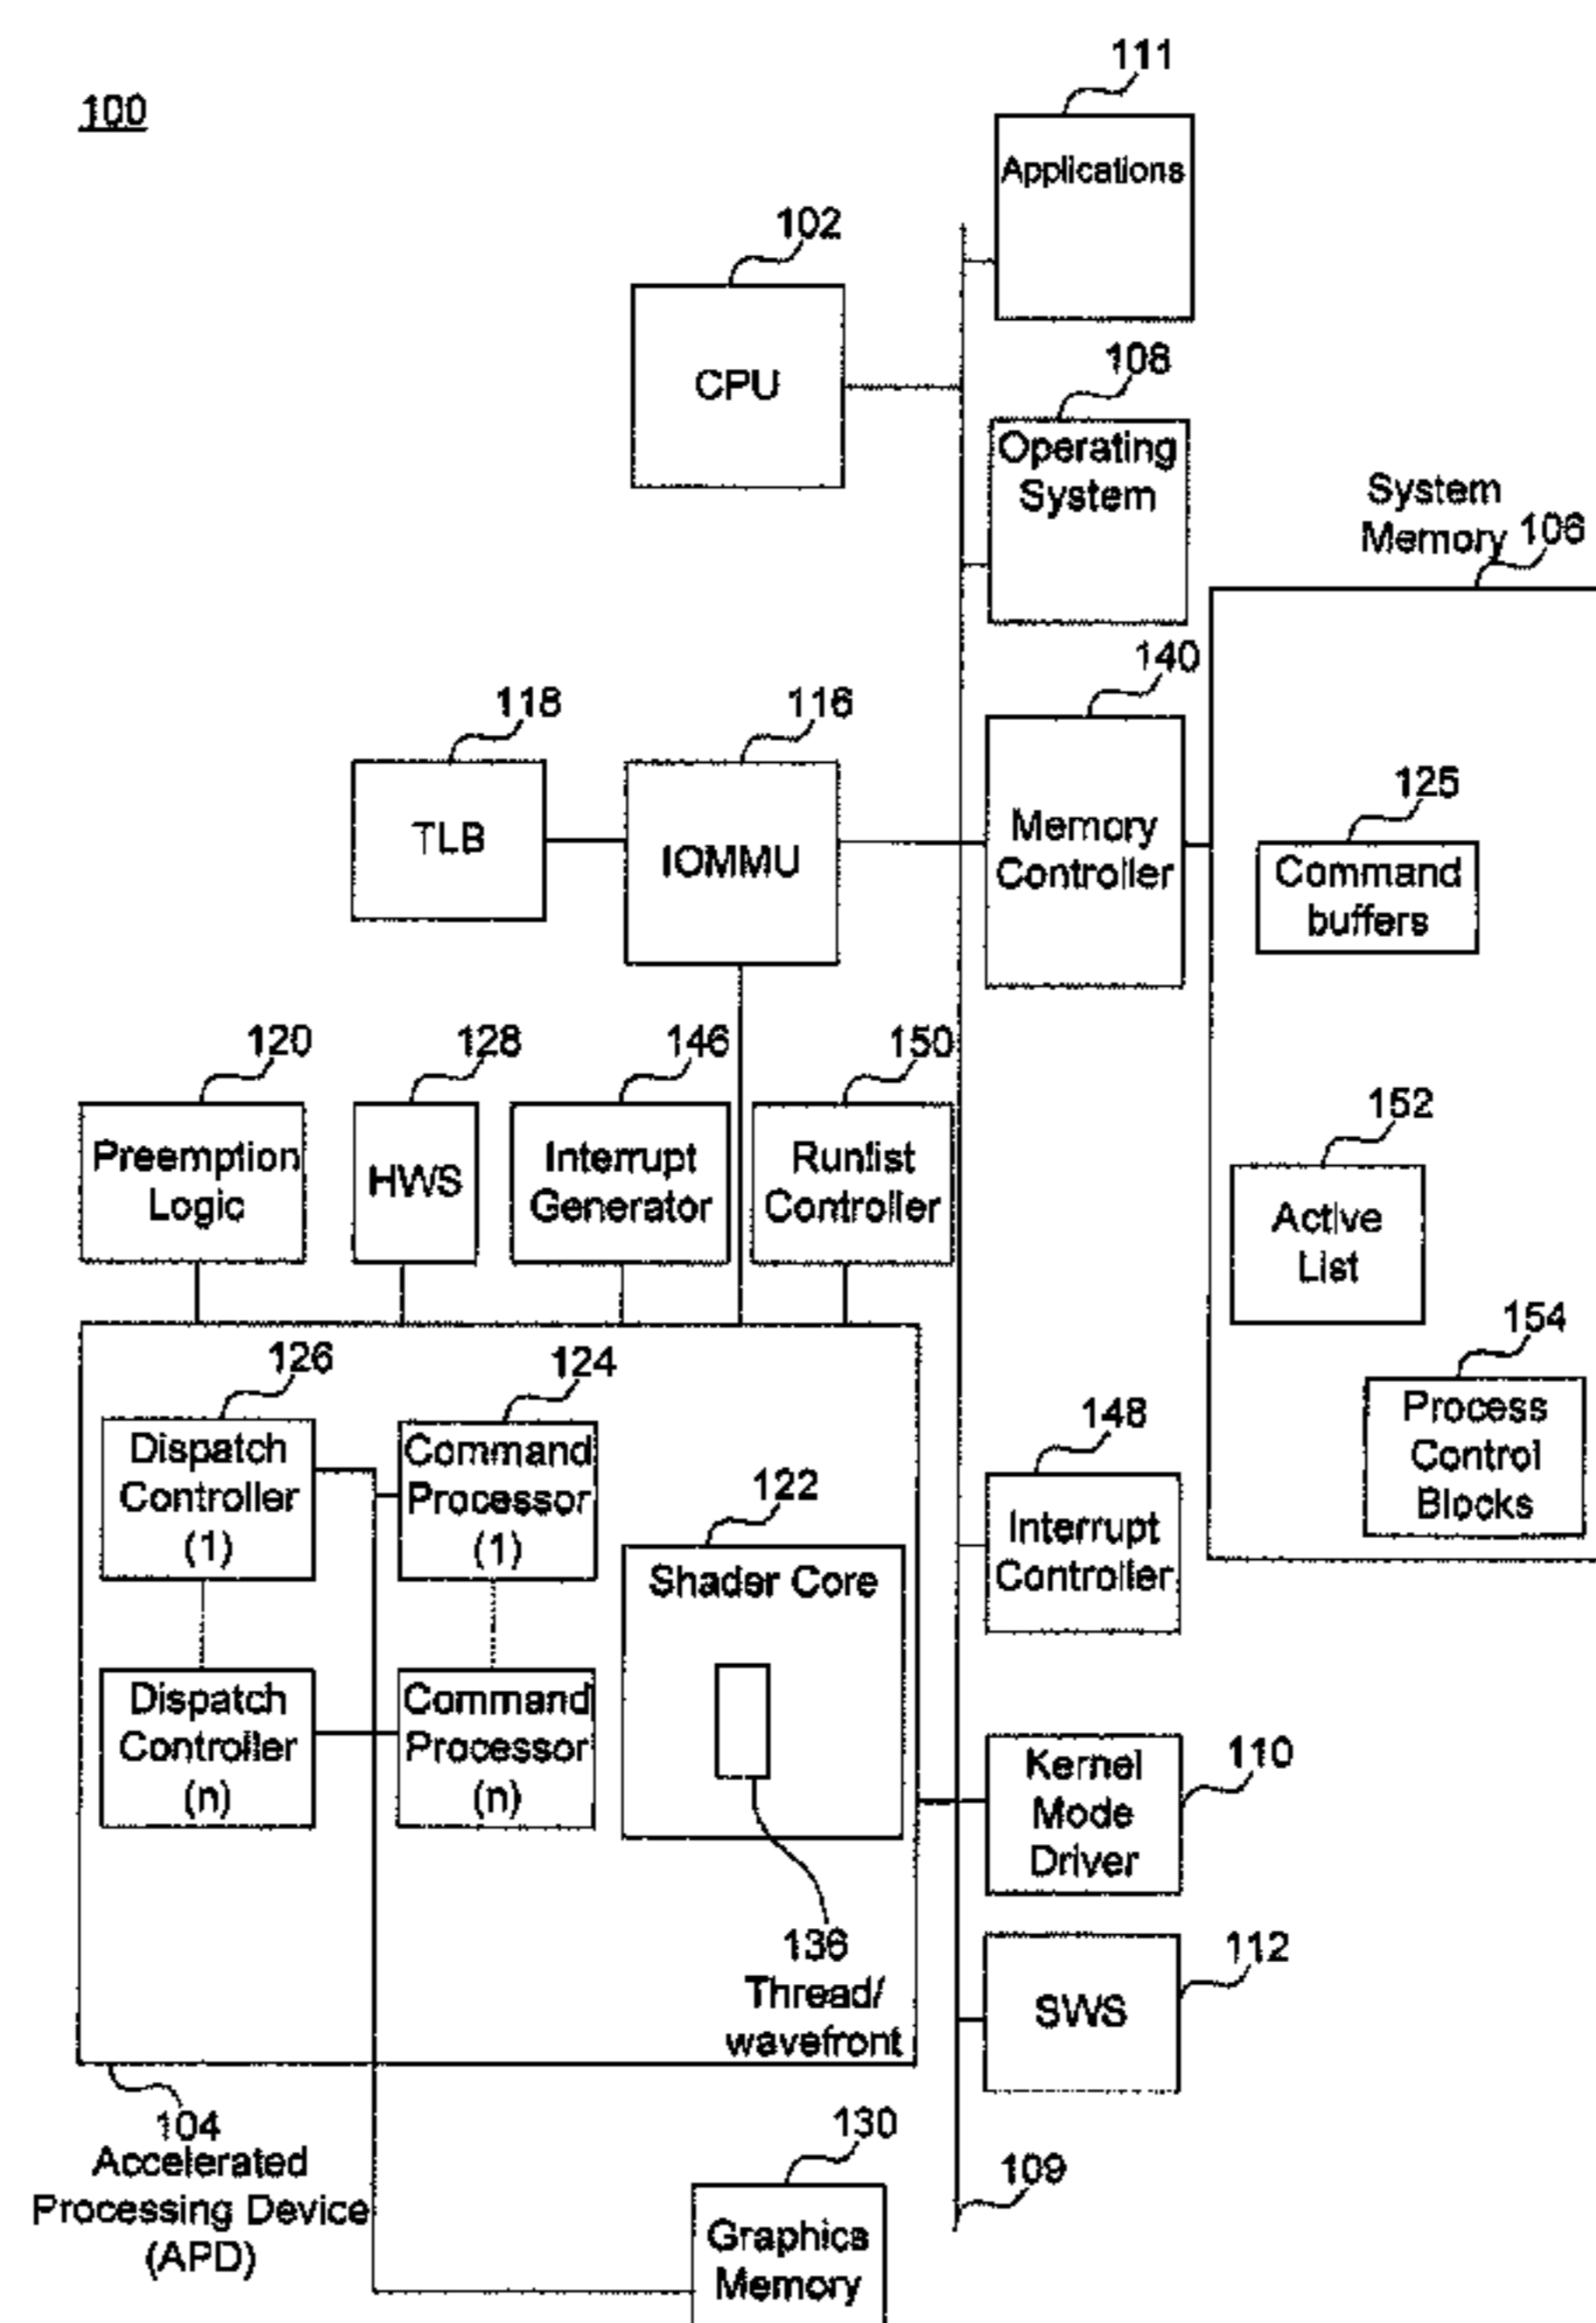 100
111
Applications
102
CPU
108
Operating
System
System
Memory 106
140
Memory
Controller
118
TLB
116
IOMMU
125
Command
buffers
120
Preemption
Logic
128
HWS
146
Interrupt
Generator
150
Runlist
Controller
152
Active
List
154
Process
Control
Blocks
126
Dispatch
Controller
(1)
124
Command
Processor
(1)
122
Shader Core
148
Interrupt
Controller
Dispatch
Controller
(n)
Command
Processor
(n)
136
Thread/
wavefront
Kernel
Mode
Driver
110
SWS
112
104
Accelerated
Processing Device
(APD)
130
Graphics
Memory
109